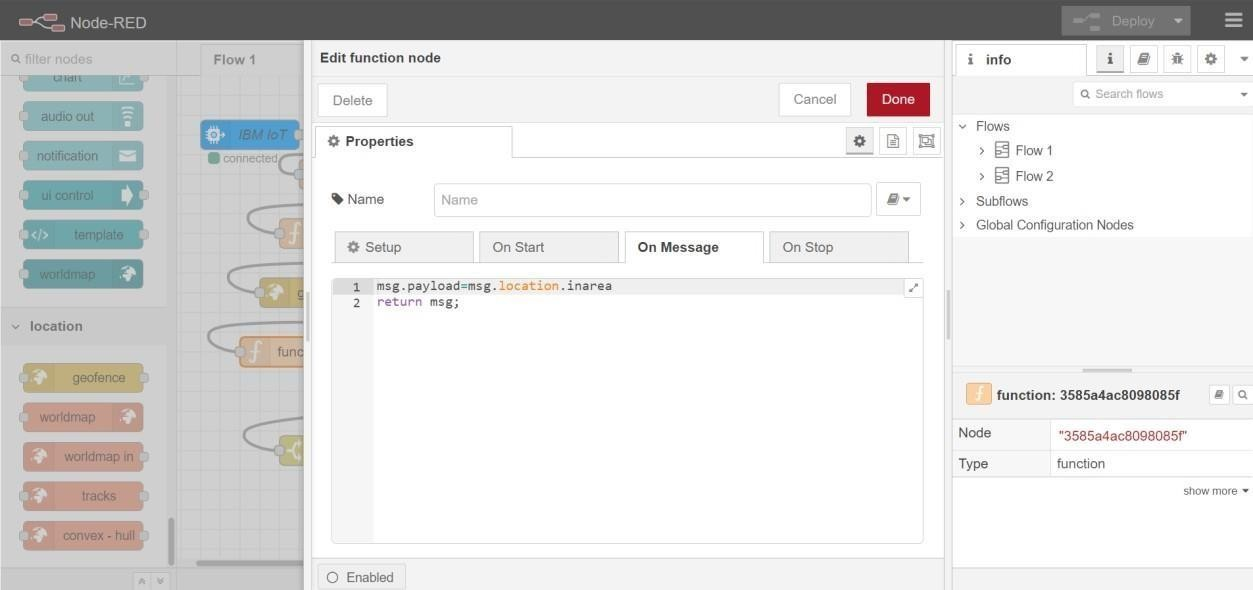 Node-RED
Deploy
filter nodes
chart
audio out
notification
ui control
</> template
worldmap
location
geofence
worldmap
worldmap in
tracks
convex - hull
Flow 1
IBM IoT
connected
f
g
f func
Edit function node
Delete
Cancel
Done
Properties
Name
Name
Setup
On Start
On Message
On Stop
1 msg.payload=msg.location.inarea
2 return msg;
Enabled
i info
i
Search flows
Flows
Flow 1
Flow 2
Subflows
Global Configuration Nodes
f function: 3585a4ac8098085f
Node "3585a4ac8098085f"
Type function
show more